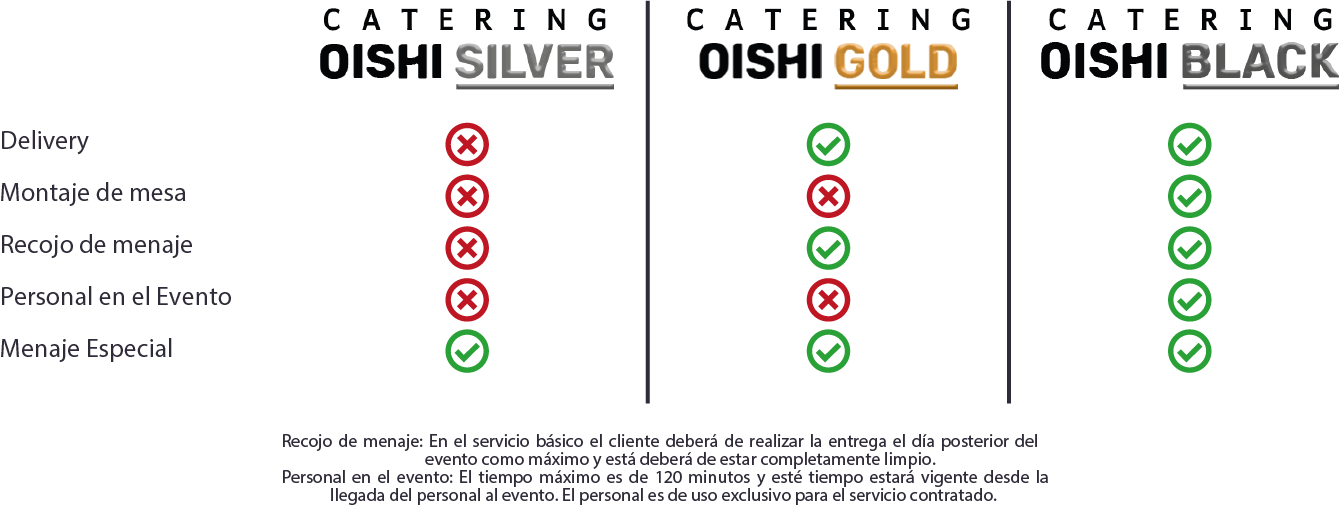 CATERING CATERING CATERING
OISHI SILVER OISHI GOLD OISHI BLACK
Delivery
Montaje de mesa
Recojo de menaje
Personal en el Evento
Menaje Especial
Recojo de menaje: En el servicio básico el cliente deberá de realizar la entrega el día posterior del
evento como máximo y está deberá de estar completamente limpio.
Personal en el evento: El tiempo máximo es de 120 minutos y esté tiempo estará vigente desde la
llegada del personal al evento. El personal es de uso exclusivo para el servicio contratado.